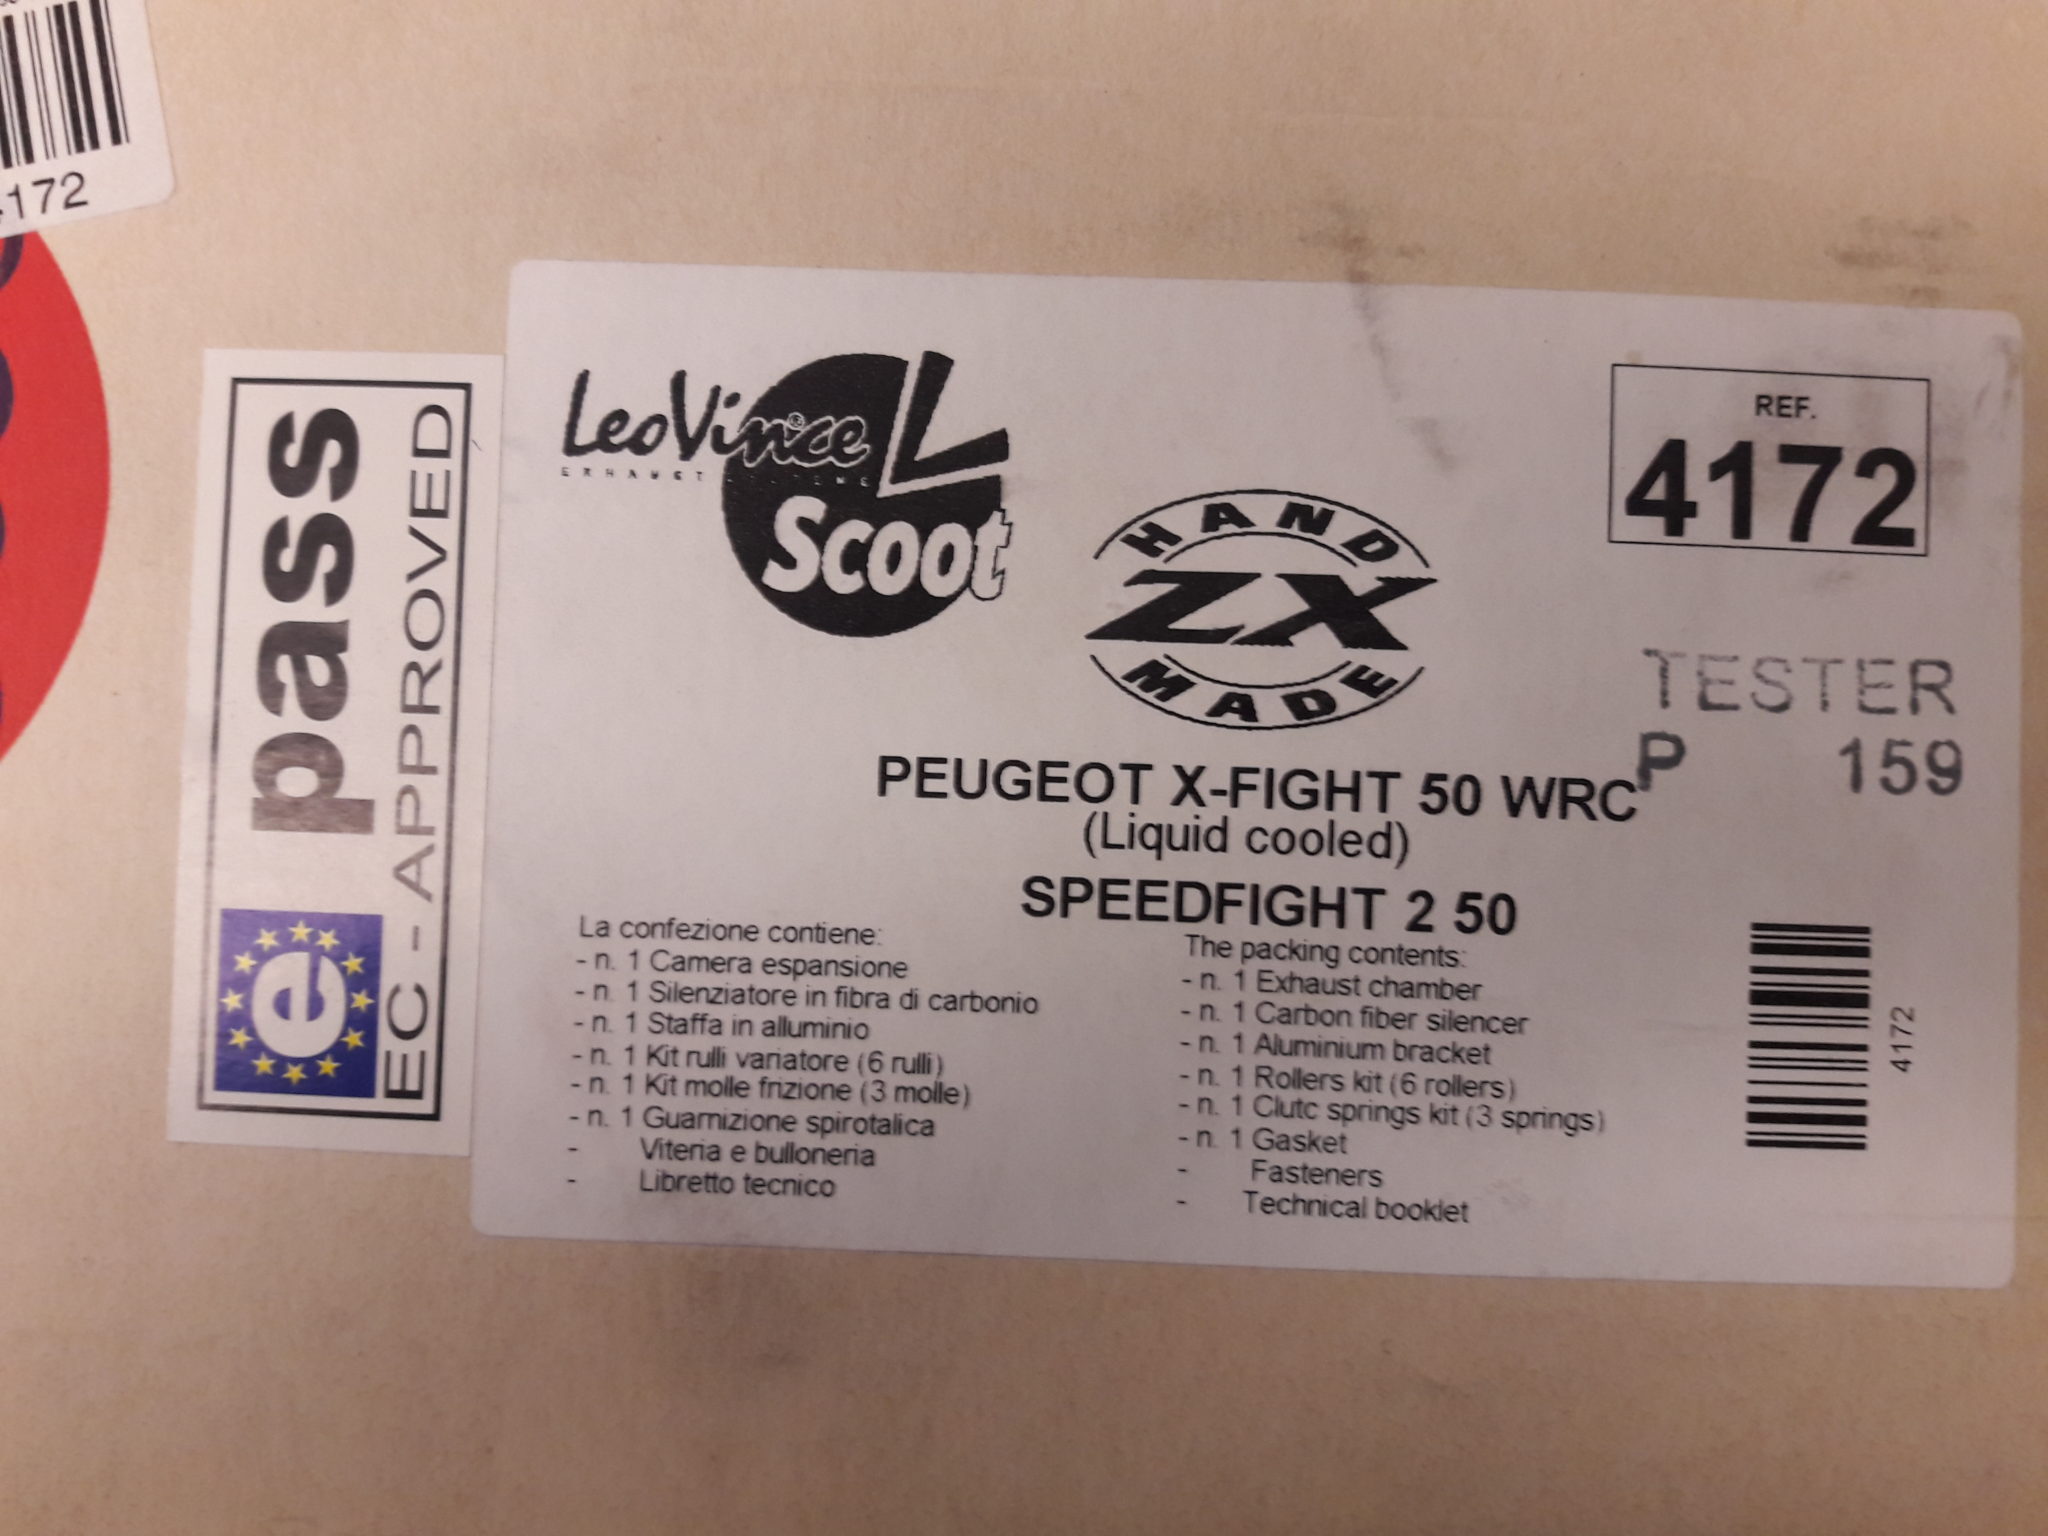 172
pass
EC - APPROVED
e
LeoVince
EXHAUST SYSTEMS
Scoot
HAND
ZX
MADE
REF.
4172
TESTER
P 159
PEUGEOT X-FIGHT 50 WRC
(Liquid cooled)
SPEEDFIGHT 2 50
La confezione contiene:
- n. 1 Camera espansione
- n. 1 Silenziatore in fibra di carbonio
- n. 1 Staffa in alluminio
- n. 1 Kit rulli variatore (6 rulli)
- n. 1 Kit molle frizione (3 molle)
- n. 1 Guarnizione spirotalica
- Viteria e bulloneria
- Libretto tecnico
The packing contents:
- n. 1 Exhaust chamber
- n. 1 Carbon fiber silencer
- n. 1 Aluminium bracket
- n. 1 Rollers kit (6 rollers)
- n. 1 Clutc springs kit (3 springs)
- n. 1 Gasket
- Fasteners
- Technical booklet
4172